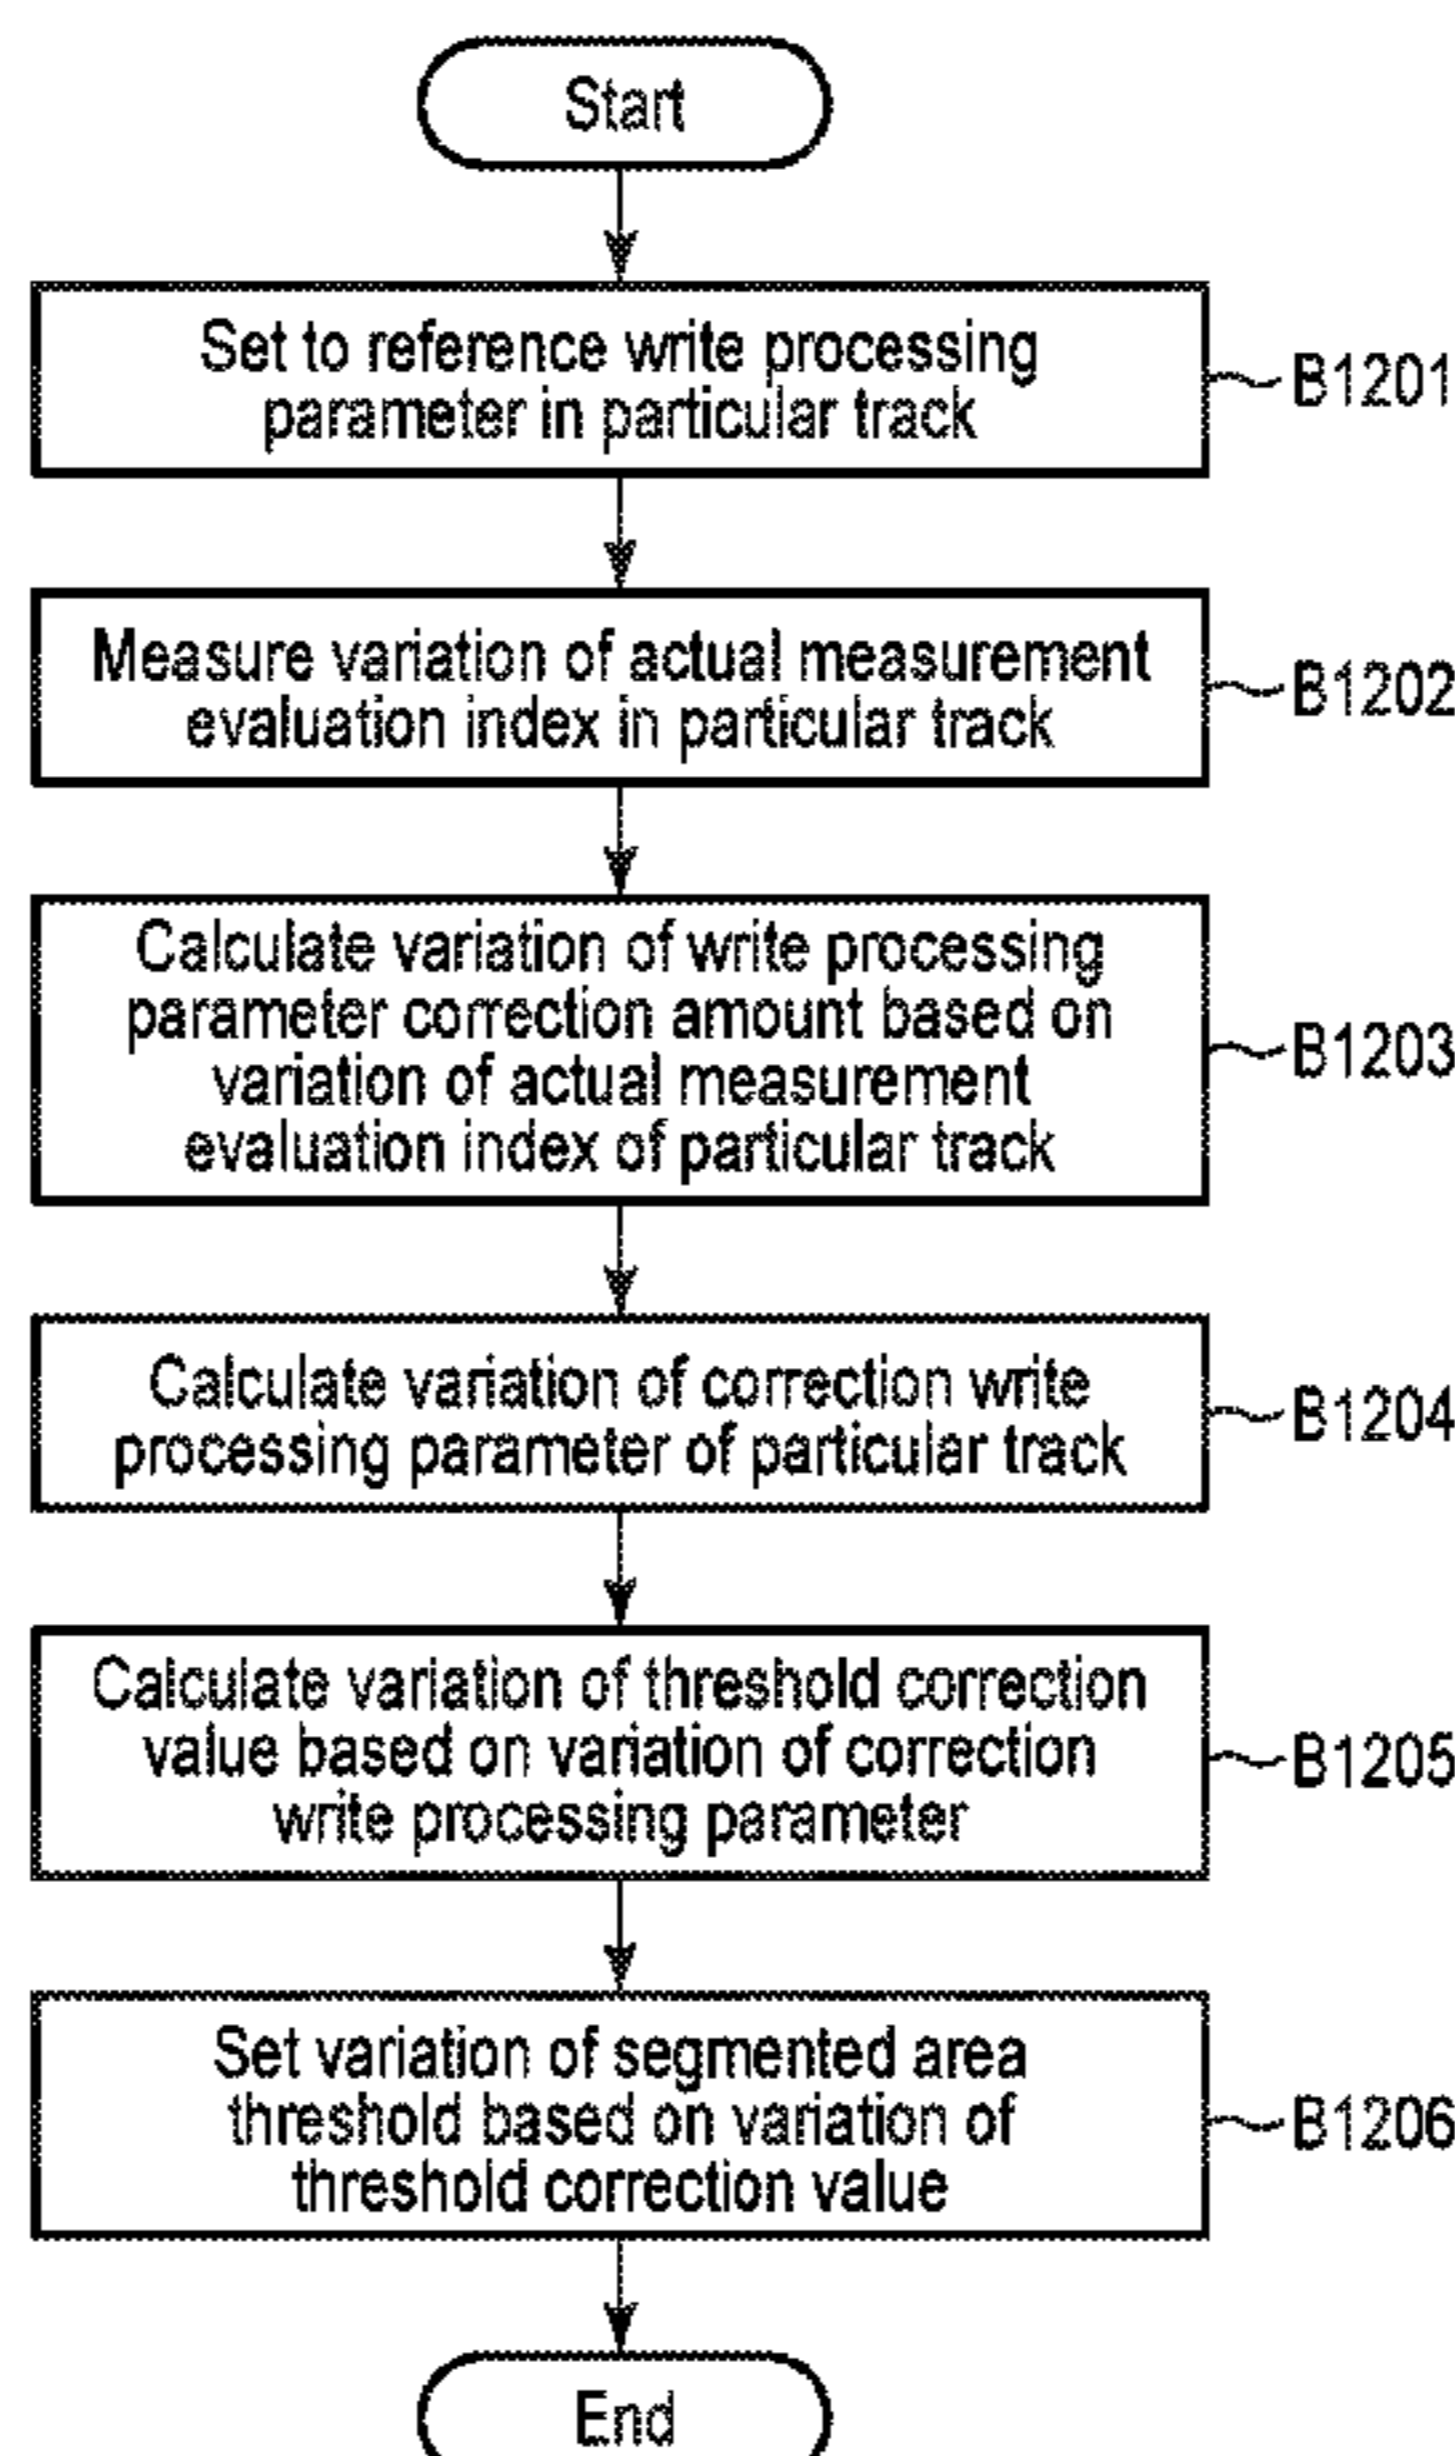 Start
Set to reference write processing
parameter in particular track
B1201
Measure variation of actual measurement
evaluation index in particular track
B1202
Calculate variation of write processing
parameter correction amount based on
variation of actual measurement
evaluation index of particular track
B1203
Calculate variation of correction write
processing parameter of particular track
B1204
Calculate variation of threshold correction
value based on variation of correction
write processing parameter
B1205
Set variation of segmented area
threshold based on variation of
threshold correction value
B1206
End